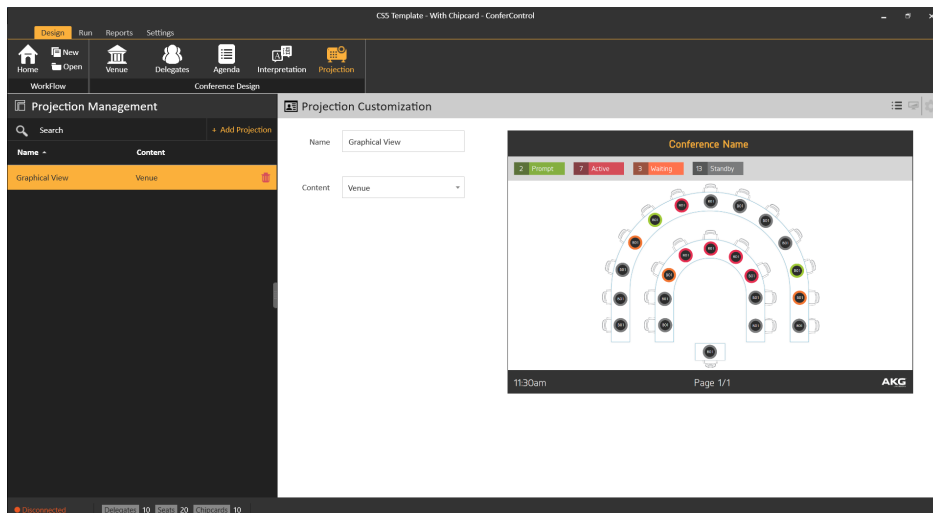 CS5 Template - With Chipcard - ConferControl
Design Run Reports Settings
Home New Open Venue Delegates Agenda Interpretation Projection
WorkFlow Conference Design
Projection Management
Search + Add Projection
Name Content
Graphical View Venue
Projection Customization
Name Graphical View
Content Venue
Conference Name
2 Prompt 7 Active 3 Waiting 13 Standby
11:30am Page 1/1 AKG
Disconnected Delegates 10 Seats 20 Chipcards 10